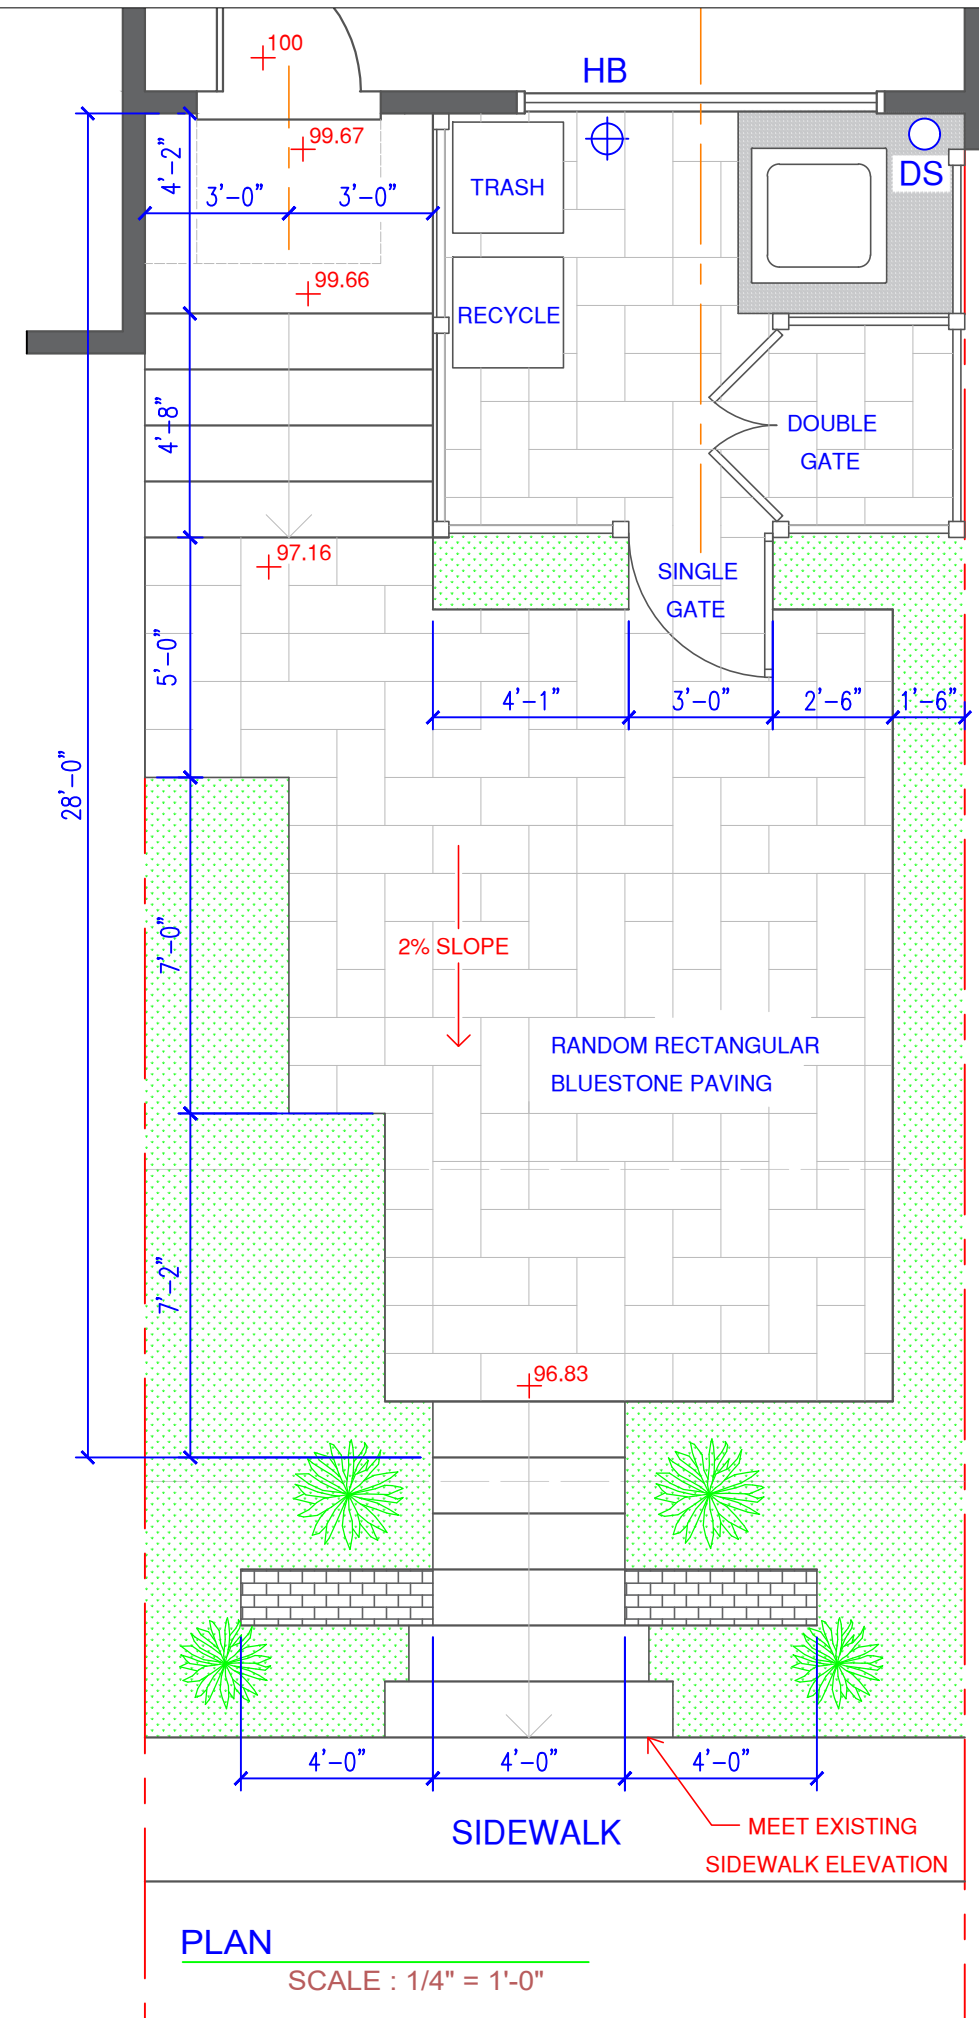 100
HB
99.67
4'-2"
TRASH
DS
3'-0"
3'-0"
99.66
RECYCLE
4'-8"
DOUBLE
GATE
97.16
SINGLE
GATE
5'-0"
4'-1"
3'-0"
2'-6"
1'-6"
28'-0"
7'-0"
2% SLOPE
RANDOM RECTANGULAR
BLUESTONE PAVING
7'-2"
96.83
4'-0"
4'-0"
4'-0"
SIDEWALK
MEET EXISTING
SIDEWALK ELEVATION
PLAN
SCALE : 1/4" = 1'-0"